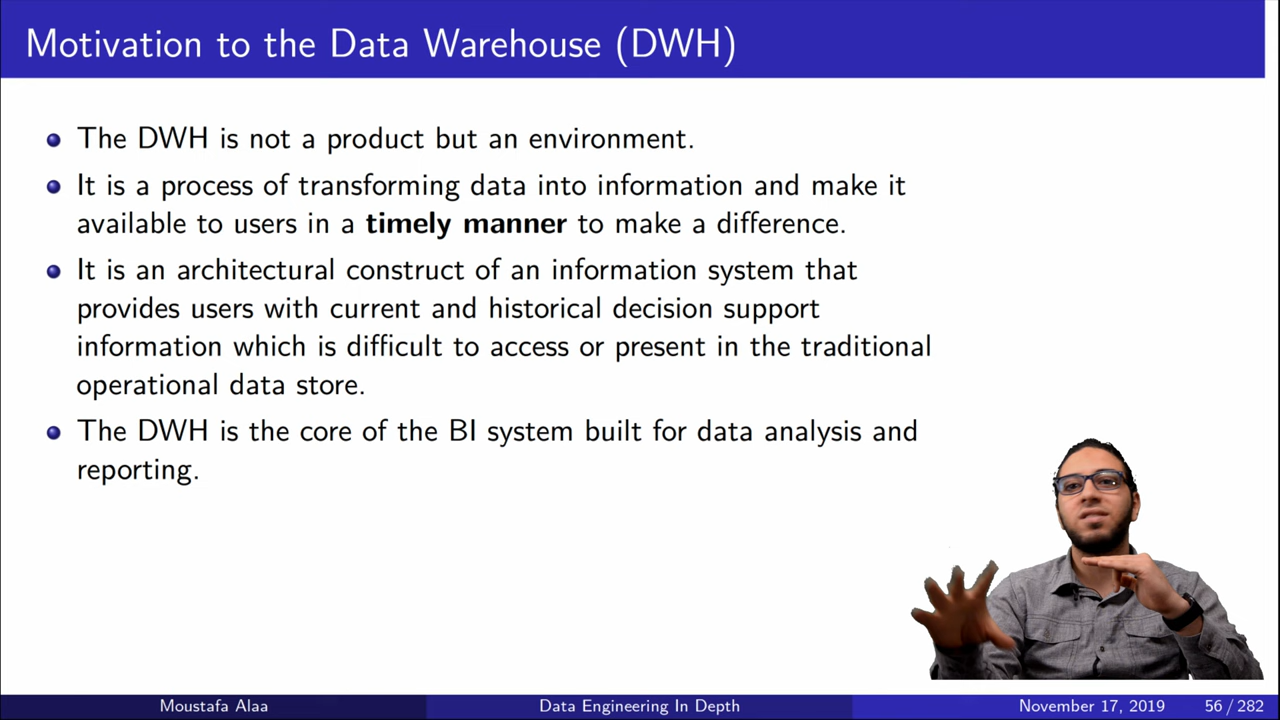 Motivation to the Data Warehouse (DWH)
The DWH is not a product but an environment.
It is a process of transforming data into information and make it
available to users in a timely manner to make a difference.
It is an architectural construct of an information system that
provides users with current and historical decision support
information which is difficult to access or present in the traditional
operational data store.
The DWH is the core of the BI system built for data analysis and
reporting.
Moustafa Alaa
Data Engineering In Depth
November 17, 2019
56 / 282